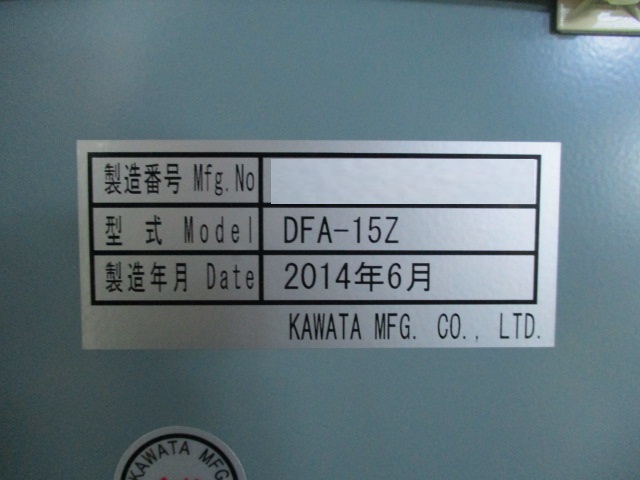 製造番号 Mfg.No
型 式 Model DFA-15Z
製造年月 Date 2014年6月
KAWATA MFG. CO., LTD.
KAWATA MFG